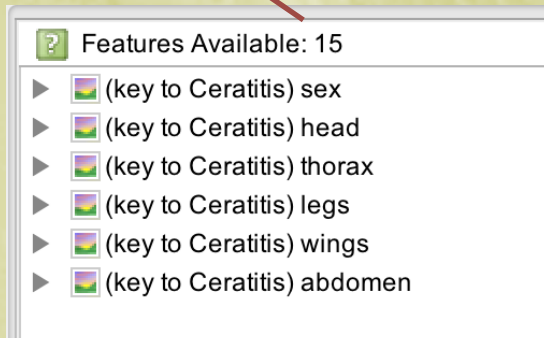 Features Available: 15
(key to Ceratitis) sex
(key to Ceratitis) head
(key to Ceratitis) thorax
(key to Ceratitis) legs
(key to Ceratitis) wings
(key to Ceratitis) abdomen